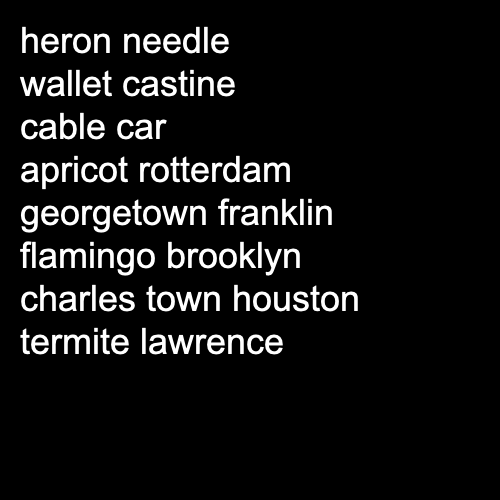 heron needle
wallet castine
cable car
apricot rotterdam
georgetown franklin
flamingo brooklyn
charles town houston
termite lawrence